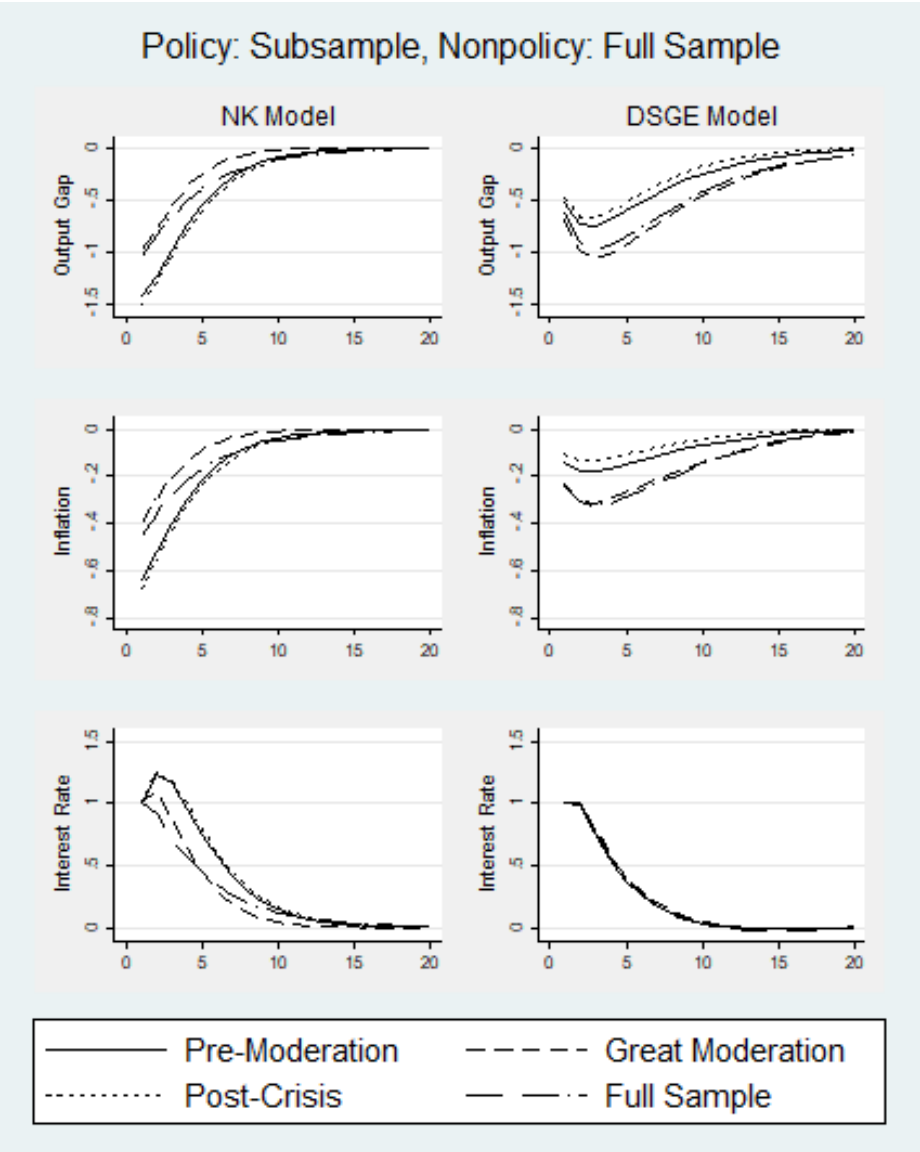 Policy: Subsample, Nonpolicy: Full Sample
NK Model
DSGE Model
Output Gap
0
-.5
-1
-1.5
0 5 10 15 20
Output Gap
0
-.5
-1
-1.5
0 5 10 15 20
Inflation
0
-.2
-.4
-.6
-.8
0 5 10 15 20
Inflation
0
-.2
-.4
-.6
-.8
0 5 10 15 20
Interest Rate
1.5
1
.5
0
0 5 10 15 20
Interest Rate
1.5
1
.5
0
0 5 10 15 20
Pre-Moderation
Great Moderation
Post-Crisis
Full Sample